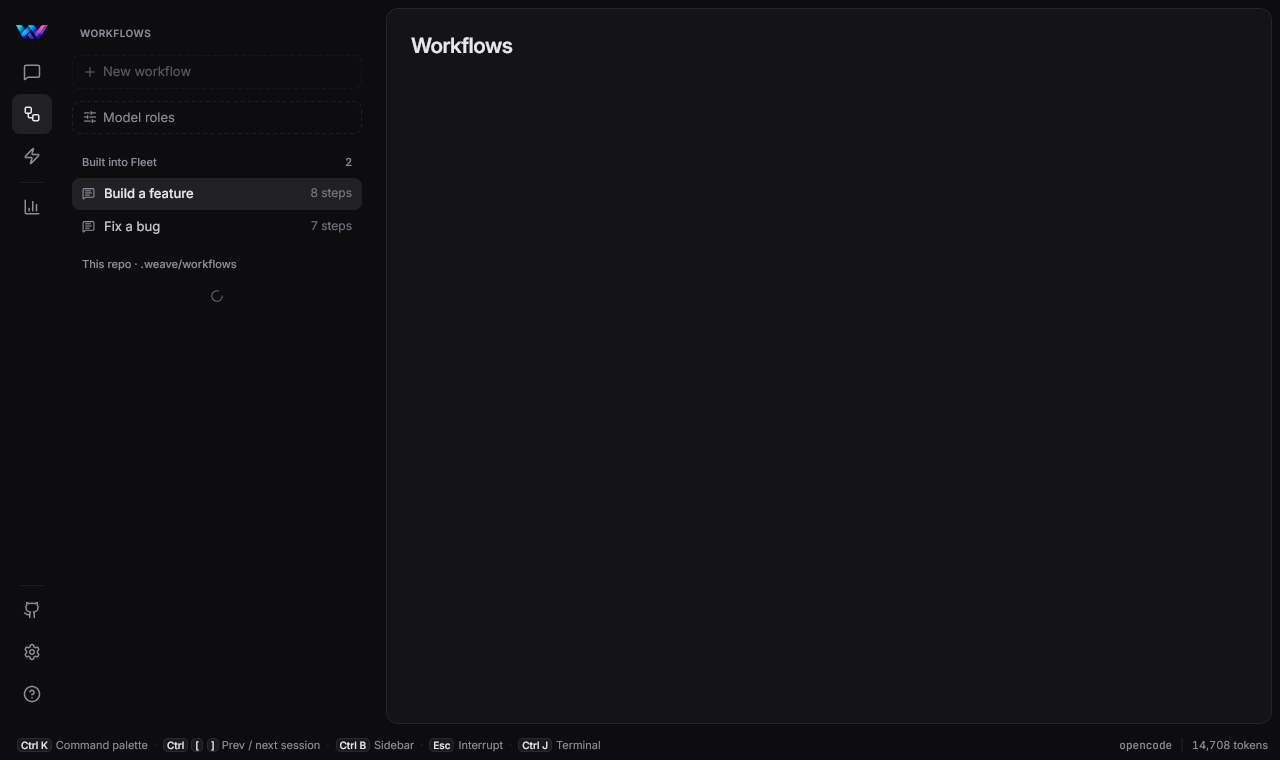 WORKFLOWS
New workflow
Model roles
Built into Fleet 2
Build a feature 8 steps
Fix a bug 7 steps
This repo · .weave/workflows
Workflows
Ctrl K Command palette · Ctrl [ ] Prev / next session · Ctrl B Sidebar · Esc Interrupt · Ctrl J Terminal
opencode 14,708 tokens